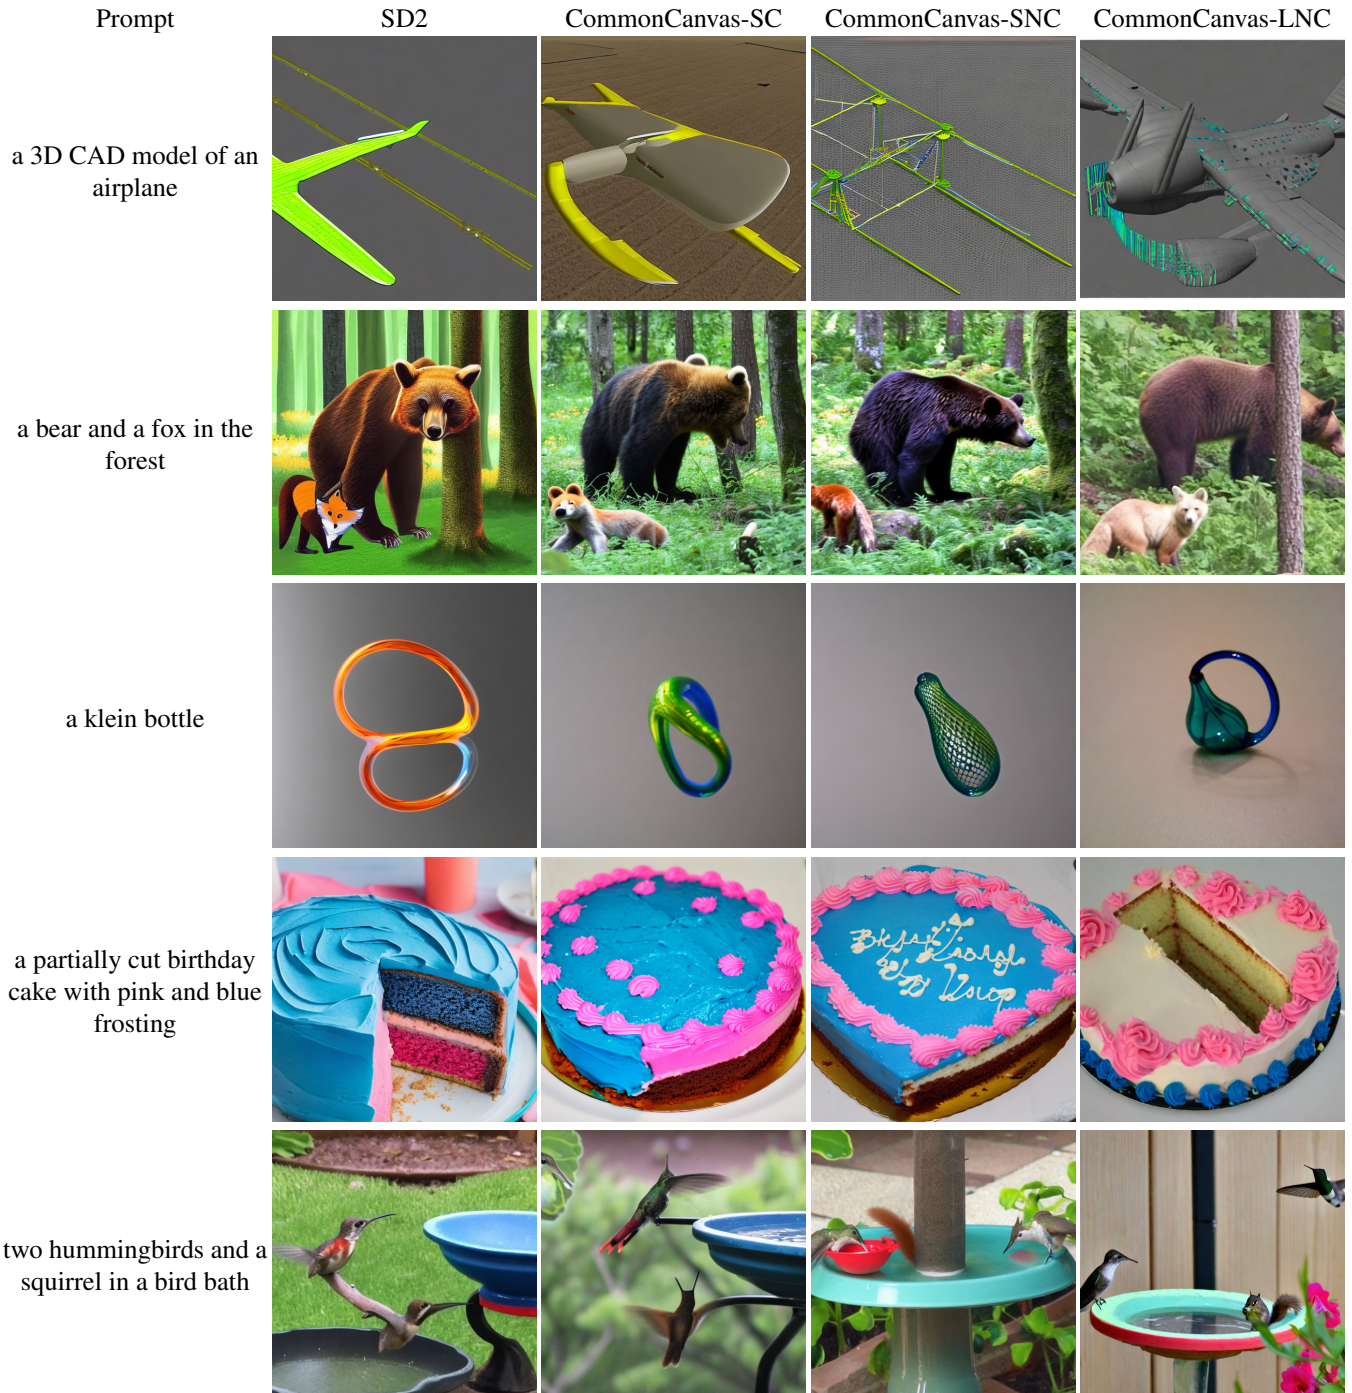 Prompt
SD2
CommonCanvas-SC
CommonCanvas-SNC
CommonCanvas-LNC
a 3D CAD model of an
airplane
a bear and a fox in the
forest
a klein bottle
a partially cut birthday
cake with pink and blue
frosting
two hummingbirds and a
squirrel in a bird bath